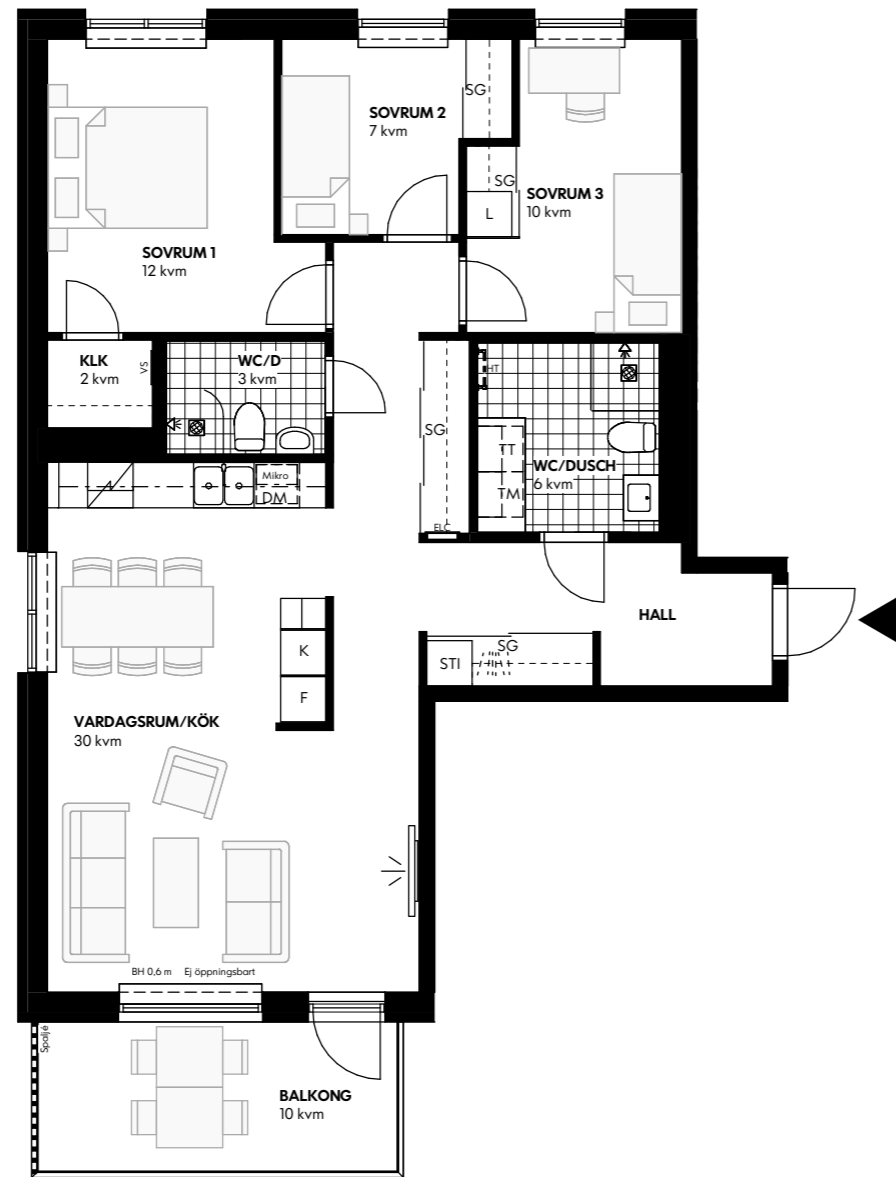 SG
SOVRUM 2
7 kvm
SG
SOVRUM 3
10 kvm
L
SOVRUM 1
12 kvm
KLK
2 kvm
VS
WC/D
3 kvm
HT
SG
TT
WC/DUSCH
6 kvm
TM
Mikro
DM
ELC
HALL
K
SG
STI
F
VARDAGSRUM/KÖK
30 kvm
BH 0,6 m Ej öppningsbart
Spaljé
BALKONG
10 kvm